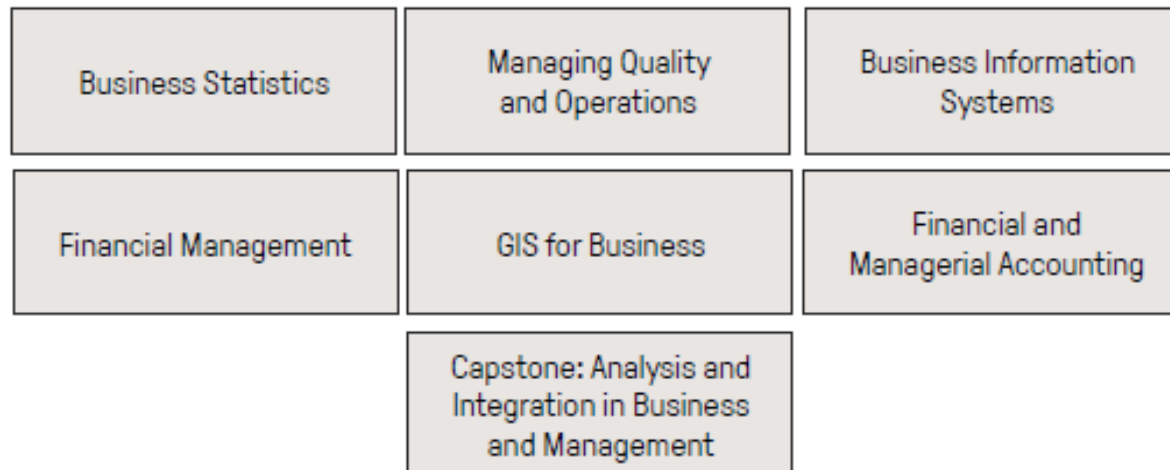 Business Statistics
Managing Quality
and Operations
Business Information
Systems
Financial Management
GIS for Business
Financial and
Managerial Accounting
Capstone: Analysis and
Integration in Business
and Management